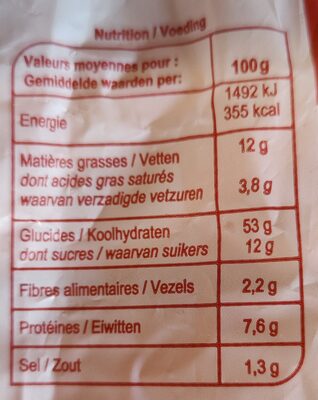 Nutrition / Voeding
Valeurs moyennes pour : 100 g
Gemiddelde waarden per:
Energie 1492 kJ
355 kcal
Matières grasses / Vetten 12 g
dont acides gras saturés
waarvan verzadigde vetzuren 3,8 g
Glucides / Koolhydraten 53 g
dont sucres / waarvan suikers 12 g
Fibres alimentaires / Vezels 2,2 g
Protéines / Eiwitten 7,6 g
Sel / Zout 1,3 g